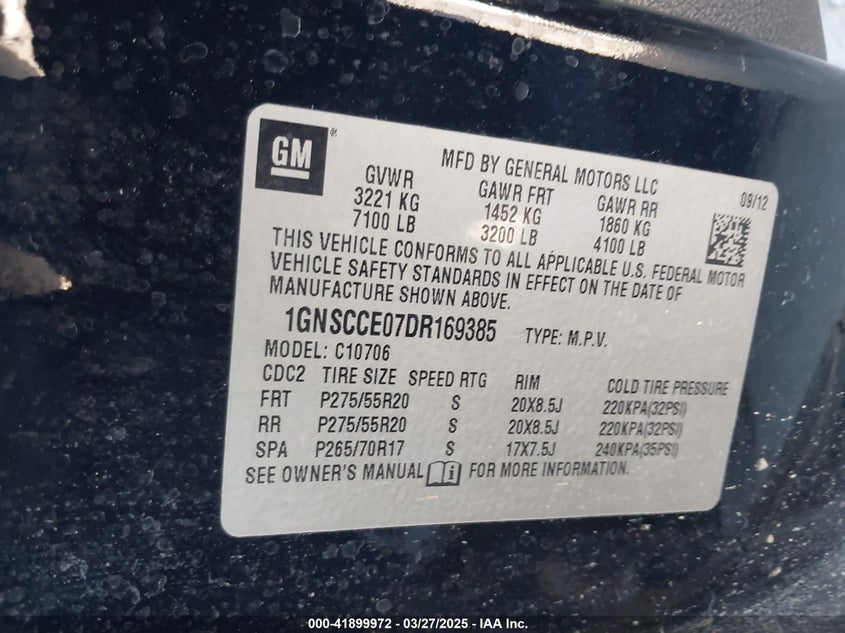 GM ®
MFD BY GENERAL MOTORS LLC
GVWR GAWR FRT GAWR RR 09/12
3221 KG 1452 KG 1860 KG
7100 LB 3200 LB 4100 LB
THIS VEHICLE CONFORMS TO ALL APPLICABLE U.S. FEDERAL MOTOR
VEHICLE SAFETY STANDARDS IN EFFECT ON THE DATE OF
MANUFACTURE SHOWN ABOVE.
1GNSCCE07DR169385 TYPE: M.P.V.
MODEL: C10706
CDC2 TIRE SIZE SPEED RTG RIM COLD TIRE PRESSURE
FRT P275/55R20 S 20X8.5J 220KPA(32PSI)
RR P275/55R20 S 20X8.5J 220KPA(32PSI)
SPA P265/70R17 S 17X7.5J 240KPA(35PSI)
SEE OWNER'S MANUAL i FOR MORE INFORMATION.
000-41899972 - 03/27/2025 - IAA Inc.